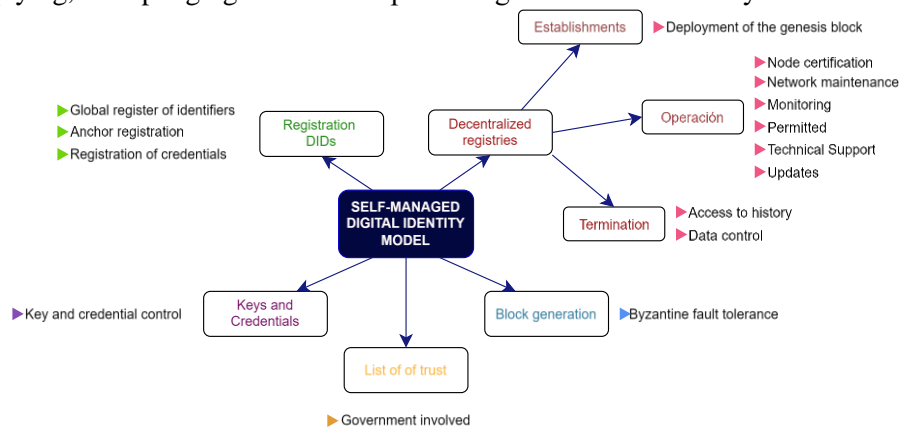 Establishments
Deployment of the genesis block
Node certification
Network maintenance
Monitoring
Permitted
Technical Support
Updates
Operación
Decentralized
registries
Global register of identifiers
Anchor registration
Registration of credentials
Registration
DIDs
Termination
Access to history
Data control
SELF-MANAGED
DIGITAL IDENTITY
MODEL
Key and credential control
Keys and
Credentials
Block generation
Byzantine fault tolerance
List of of trust
Government involved